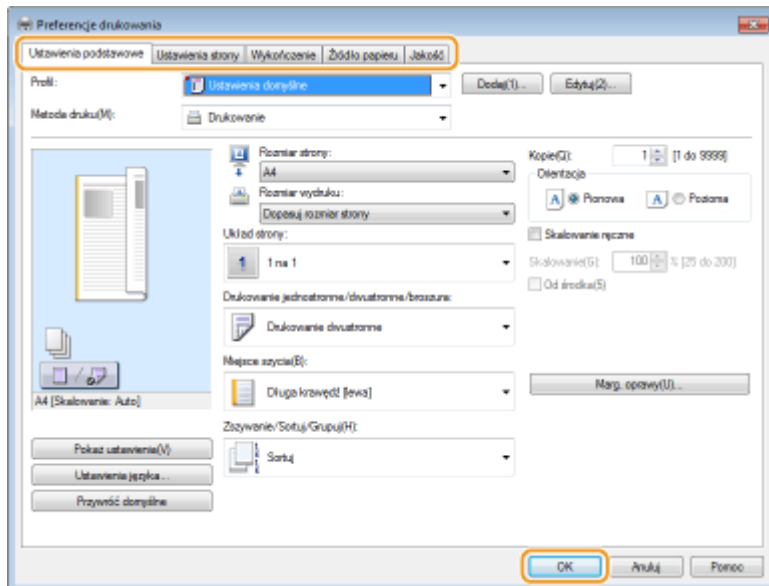 Preferencje drukowania
Ustawienia podstawowe Ustawienia strony Wykończenie Źródło papieru Jakość
Profil: Ustawienia domyślne Dodaj(1)... Edytuj(2)...
Metoda druku(M): Drukowanie
Rozmiar strony:
A4
Rozmiar wydruku:
Dopasuj rozmiar strony
Układ strony:
1 1 na 1
Drukowanie jednostronne/dwustronne/broszura:
Drukowanie dwustronne
Miejsce szycia(B):
Długa krawędź [lewa]
Zszywanie/Sortuj/Grupuj(H):
Sortuj
Kopie(Q): 1 [1 do 9999]
Orientacja
A Pionowa A Pozioma
Skalowanie ręczne
Skalowanie(G): 100 % [25 do 200]
Od środka(5)
Marg. oprawy(U)...
A4 [Skalowanie: Auto]
Pokaż ustawienia(V)
Ustawienia języka...
Przywróć domyślne
OK Anuluj Pomoc